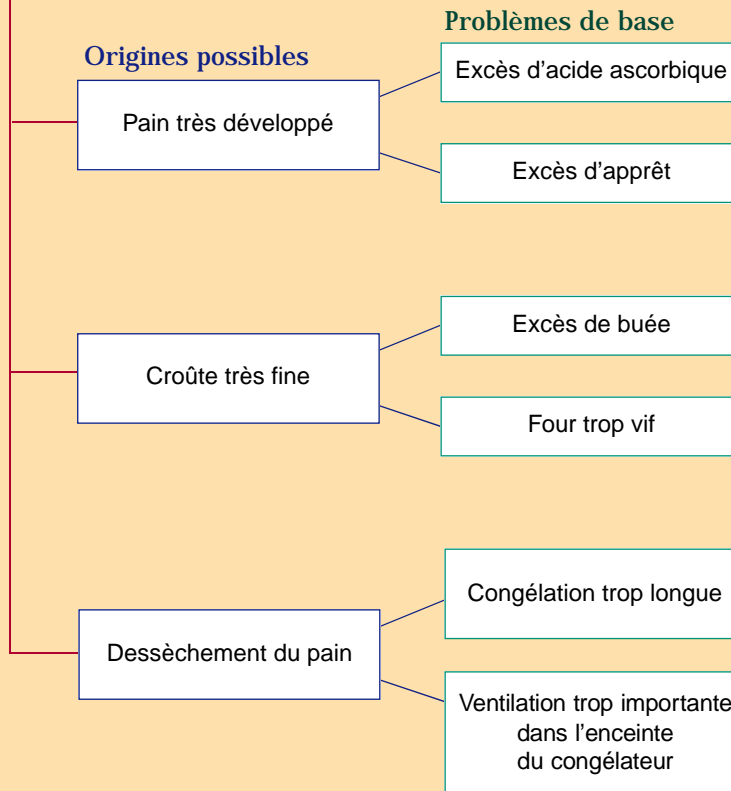 Problèmes de base
Origines possibles
Excès d'acide ascorbique
Pain très développé
Excès d'apprêt
Excès de buée
Croûte très fine
Four trop vif
Congélation trop longue
Dessèchement du pain
Ventilation trop importante
dans l'enceinte
du congélateur